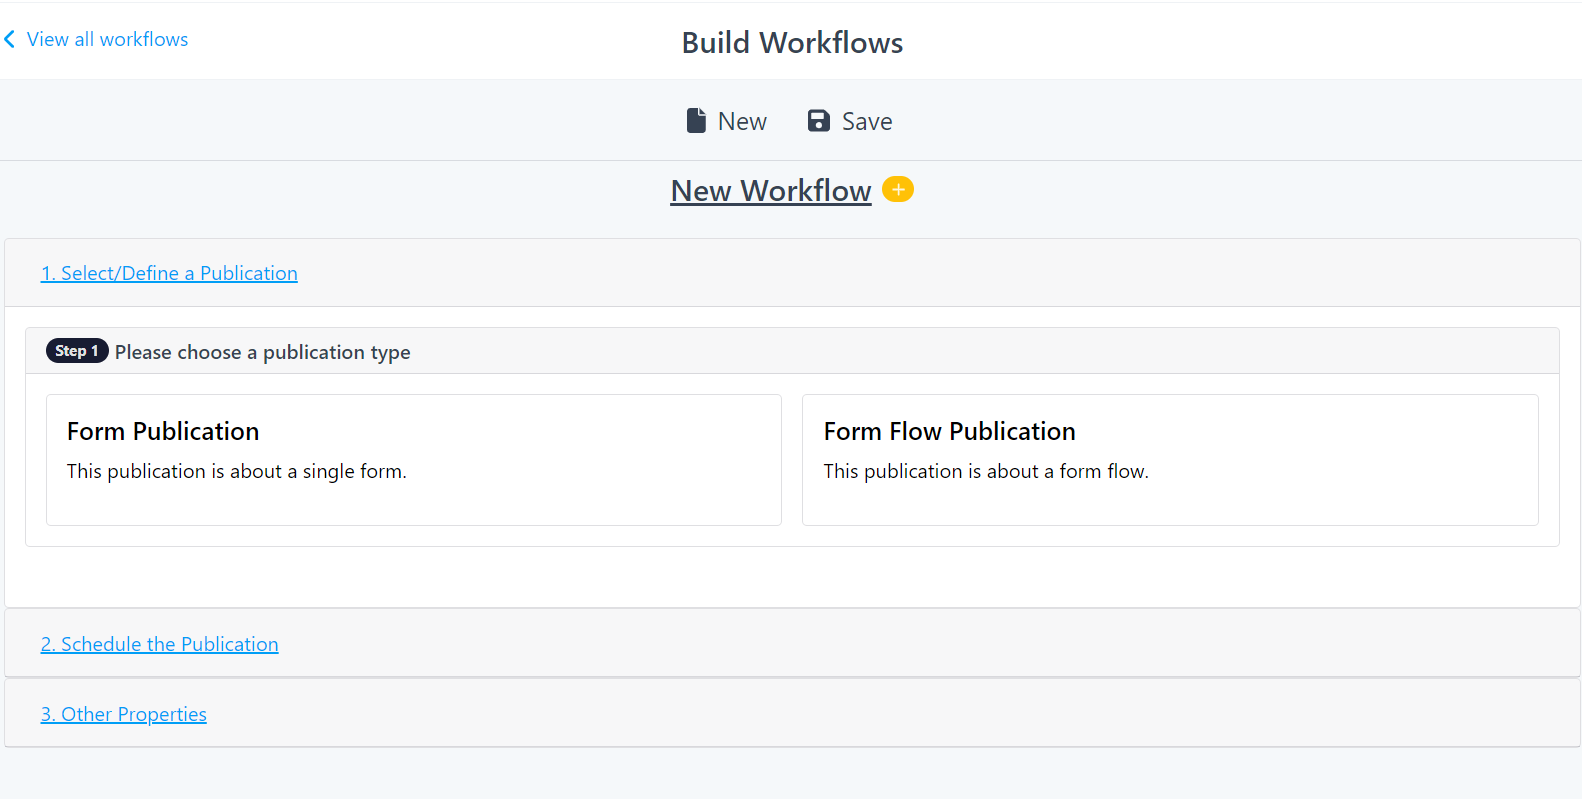 View all workflows
Build Workflows
New Save
New Workflow +
1. Select/Define a Publication
Step 1 Please choose a publication type
Form Publication
This publication is about a single form.
Form Flow Publication
This publication is about a form flow.
2. Schedule the Publication
3. Other Properties